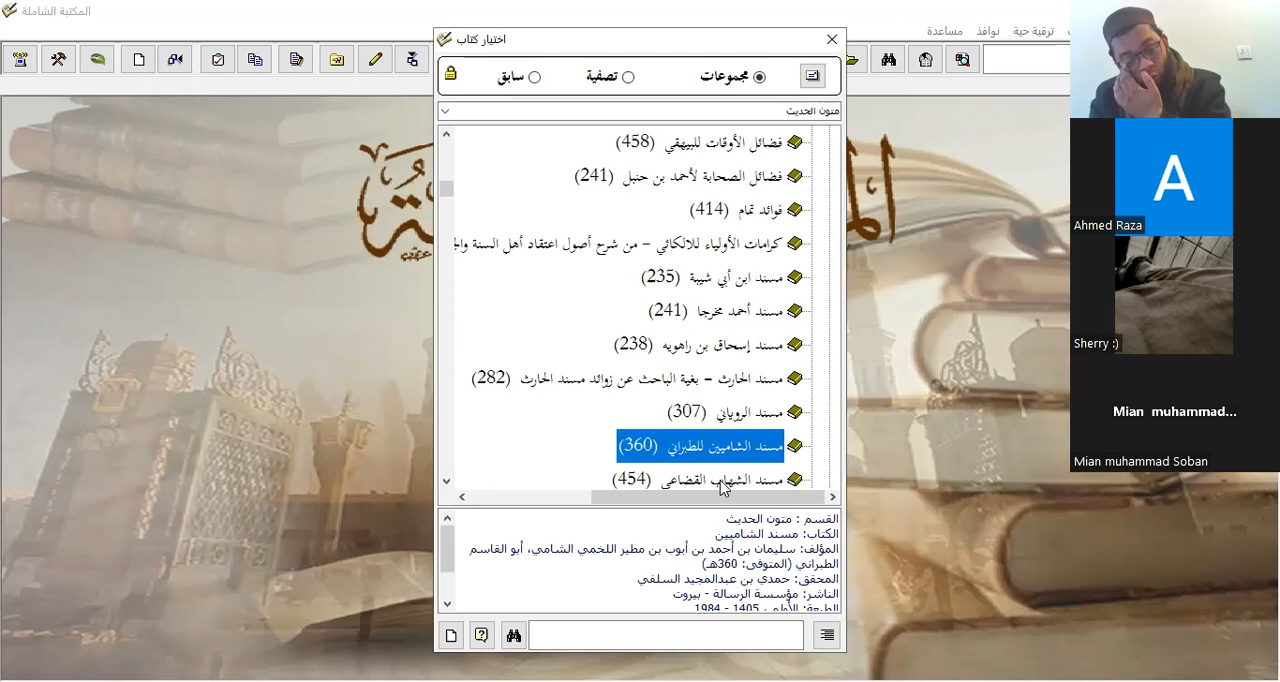 المكتبة الشاملة
اختيار كتاب
ترقية حية
نوافذ
مساعدة
مجموعات
تصفية
سابق
متون الحديث
فضائل الأوقات للبيهقي (458)
فضائل الصحابة لأحمد بن حنبل (241)
فوائد تمام (414)
كرامات الأولياء للالكائي - من شرح أصول اعتقاد أهل السنة والج
مسند ابن أبي شيبة (235)
مسند أحمد مخرجا (241)
مسند إسحاق بن راهويه (238)
مسند الحارث - بغية الباحث عن زوائد مسند الحارث (282)
مسند الروياني (307)
مسند الشاميين للطبراني (360)
مسند الشهاب القضاعي (454)
القسم : متون الحديث
الكتاب: مسند الشاميين
المؤلف: سليمان بن أحمد بن أيوب بن مطير اللخمي الشامي، أبو القاسم
الطبراني (المتوفى: 360هـ)
المحقق: حمدي بن عبدالمجيد السلفي
الناشر: مؤسسة الرسالة - بيروت
الطبعة: الأولى، 1405 - 1984
A
Ahmed Raza
Sherry :)
Mian muhammad...
Mian muhammad Soban